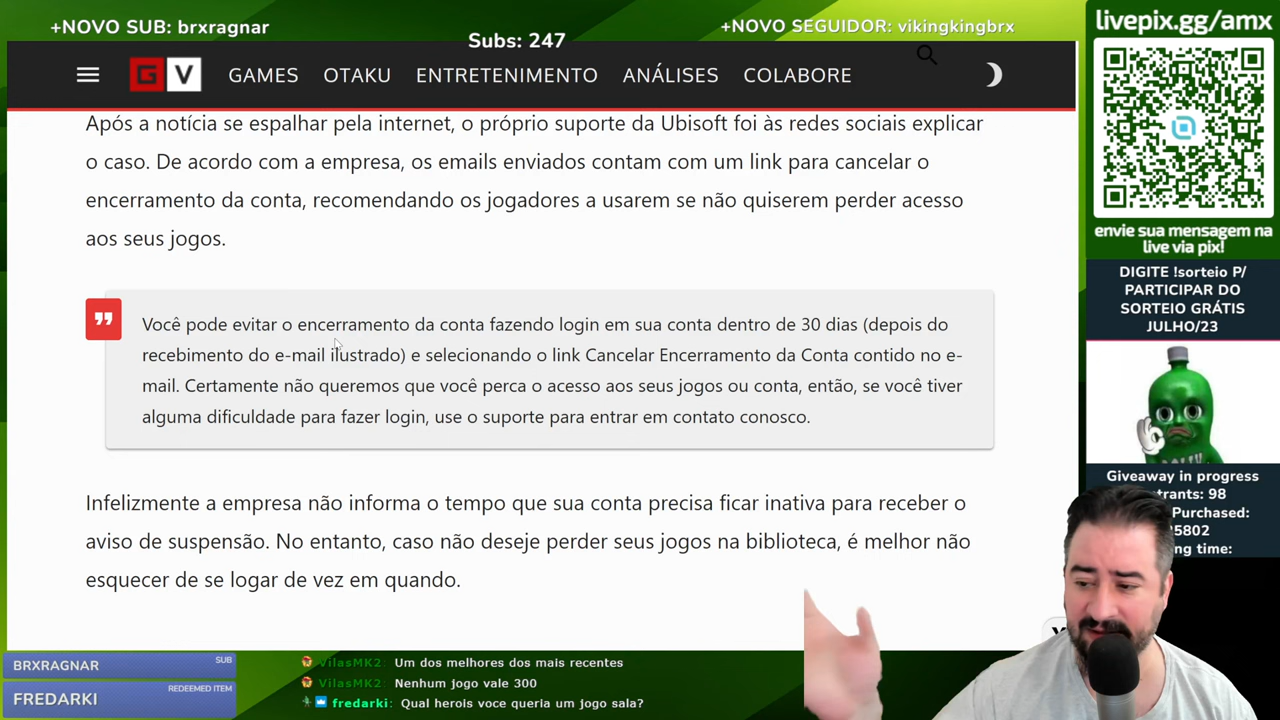 +NOVO SUB: brxragnar
Subs: 247
+NOVO SEGUIDOR: vikingkingbrx
livepix.gg/amx
G V
GAMES
OTAKU
ENTRETENIMENTO
ANÁLISES
COLABORE
Após a notícia se espalhar pela internet, o próprio suporte da Ubisoft foi às redes sociais explicar
o caso. De acordo com a empresa, os emails enviados contam com um link para cancelar o
encerramento da conta, recomendando os jogadores a usarem se não quiserem perder acesso
aos seus jogos.
Você pode evitar o encerramento da conta fazendo login em sua conta dentro de 30 dias (depois do
recebimento do e-mail ilustrado) e selecionando o link Cancelar Encerramento da Conta contido no e-
mail. Certamente não queremos que você perca o acesso aos seus jogos ou conta, então, se você tiver
alguma dificuldade para fazer login, use o suporte para entrar em contato conosco.
Infelizmente a empresa não informa o tempo que sua conta precisa ficar inativa para receber o
aviso de suspensão. No entanto, caso não deseje perder seus jogos na biblioteca, é melhor não
esquecer de se logar de vez em quando.
envie sua mensagem na
live via pix!
DIGITE !sorteio P/
PARTICIPAR DO
SORTEIO GRÁTIS
JULHO/23
Giveaway in progress
trants: 98
Purchased:
5802
ng time:
BRXRAGNAR
SUB
FREDARKI
REDEEMED ITEM
VilasMK2: Um dos melhores dos mais recentes
VilasMK2: Nenhum jogo vale 300
fredarki: Qual herois voce queria um jogo sala?